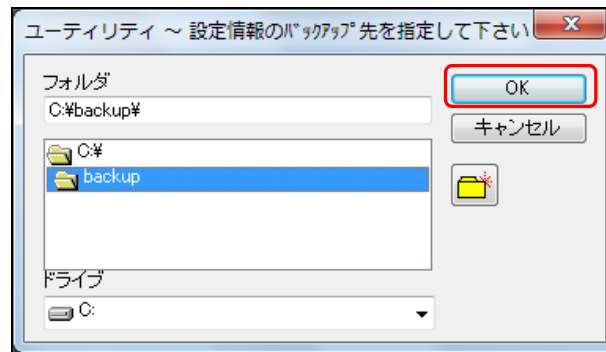 ユーティリティ ～ 設定情報のﾊﾞｯｸｱｯﾌﾟ先を指定して下さい
フォルダ
C:¥backup¥
OK
キャンセル
C:¥
backup
ドライブ
C: